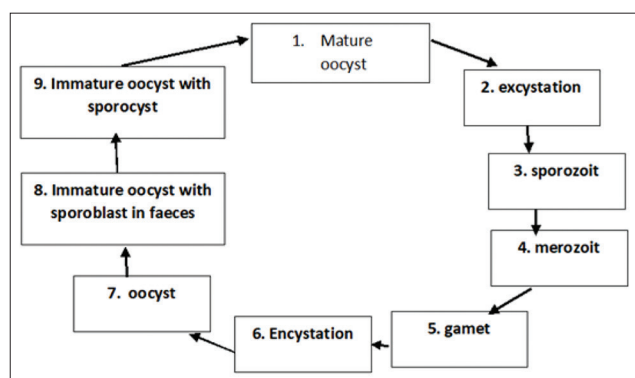 1. Mature
oocyst
2. excystation
3. sporozoit
4. merozoit
5. gamet
6. Encystation
7. oocyst
8. Immature oocyst with
sporoblast in faeces
9. Immature oocyst with
sporocyst